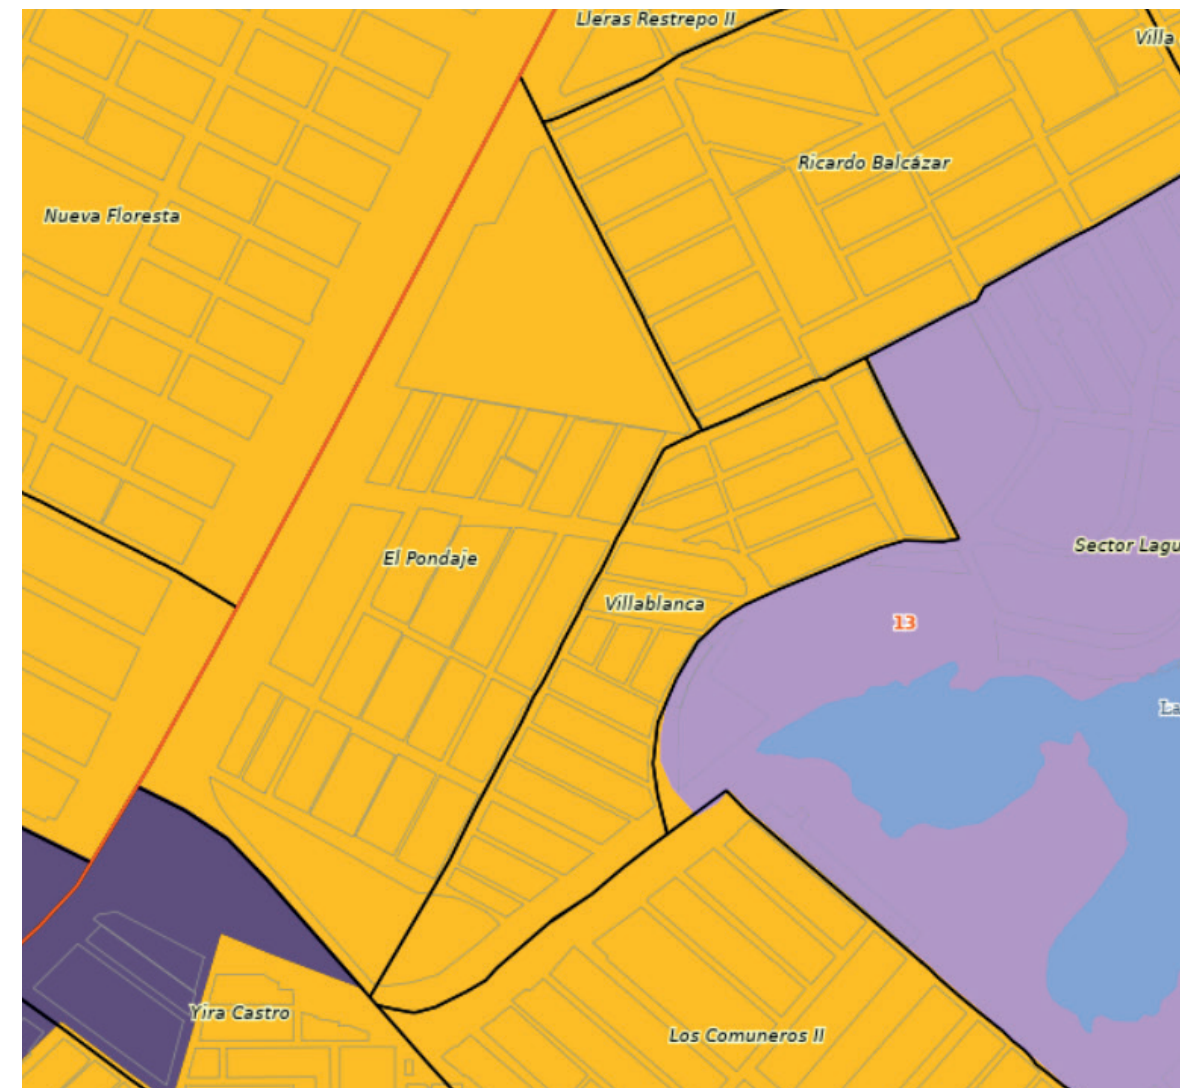 Lleras Restrepo II
Villa
Ricardo Balcázar
Nueva Floresta
Sector Lagu
El Pondaje
Villablanca
13
La
Yira Castro
Los Comuneros II